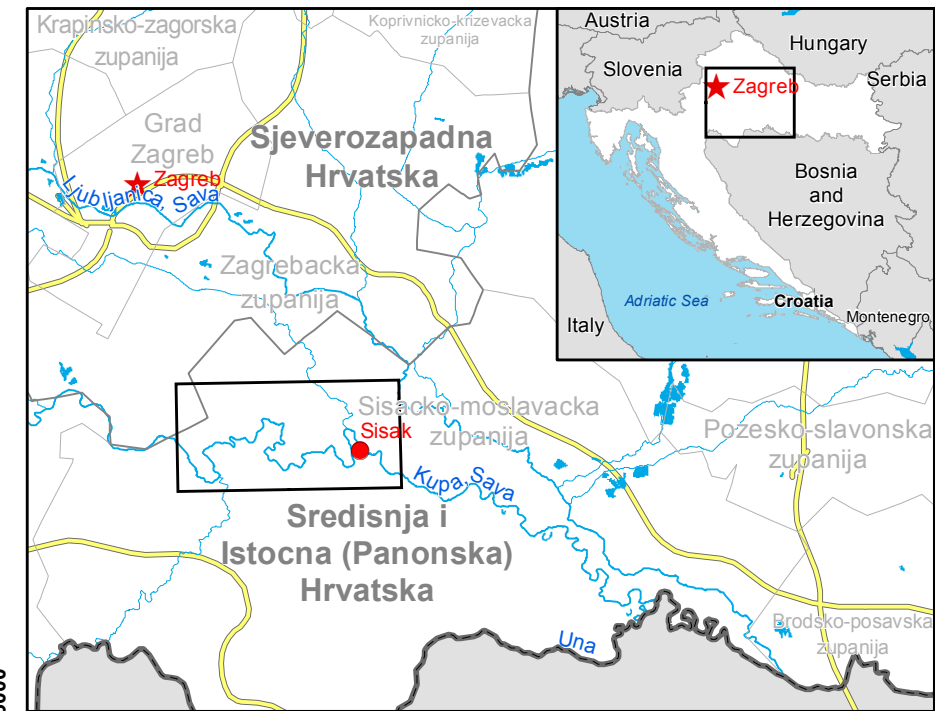 Krapinsko-zagorska
zupanija
Koprivnicko-krizevacka
zupanija
Grad
Zagreb
Zagreb
Ljubljanica, Sava
Sjeverozapadna
Hrvatska
Zagrebacka
zupanija
Sisacko-moslavacka
zupanija
Sisak
Kupa, Sava
Pozesko-slavonska
zupanija
Sredisnja i
Istocna (Panonska)
Hrvatska
Una
Brodsko-posavska
zupanija
Austria
Hungary
Slovenia
Serbia
Zagreb
Bosnia
and
Herzegovina
Adriatic Sea
Croatia
Italy
Montenegro